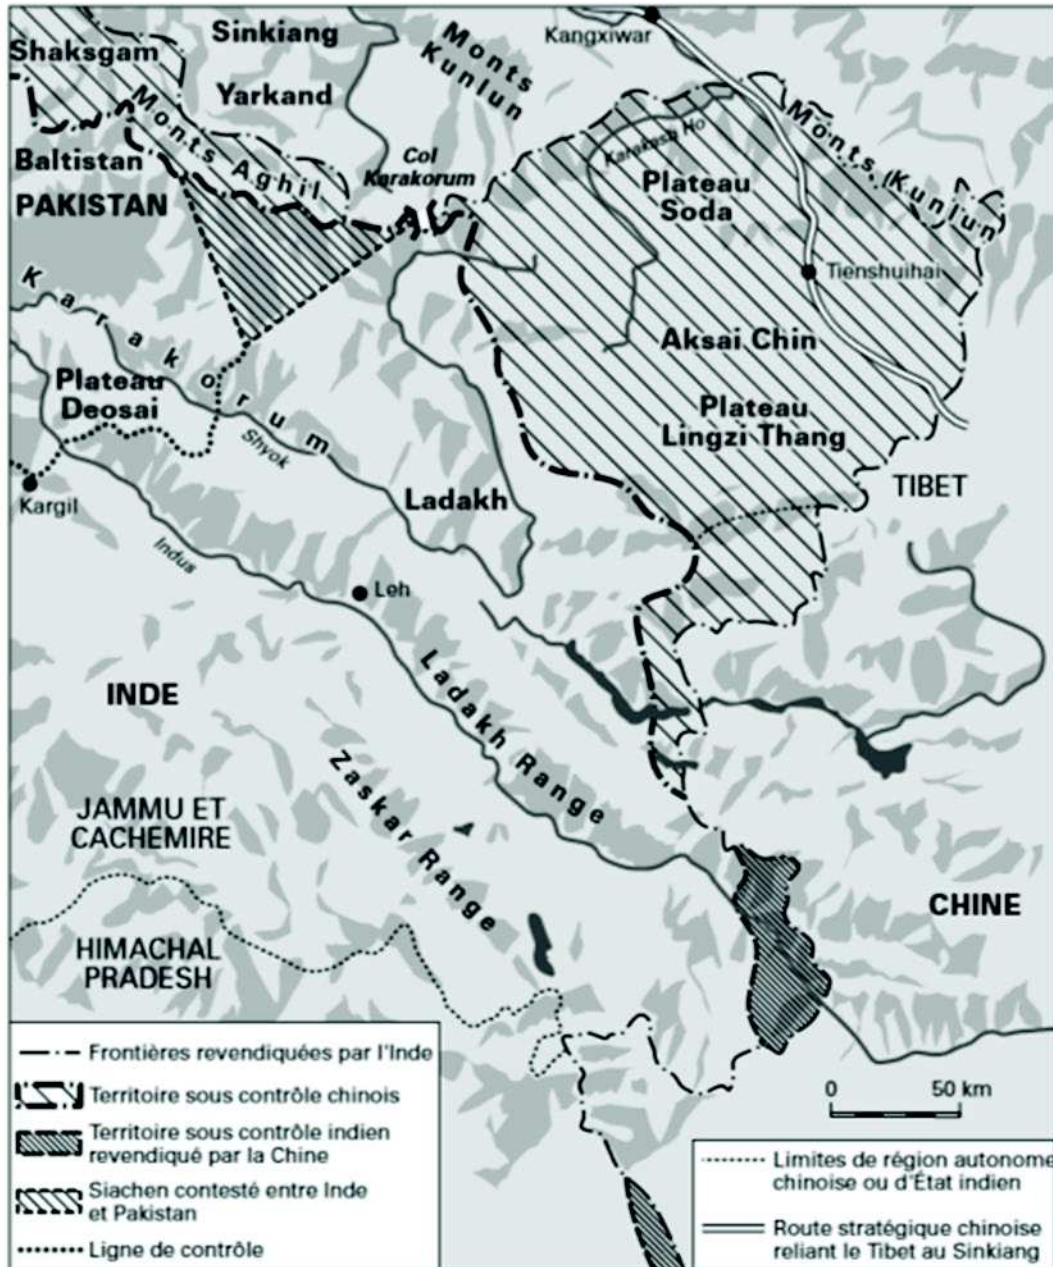 Sinkiang
Monts
Kunlun
Kangxiwar
Shaksgam
Yarkand
Monts Aghil
Col
Karakorum
Karakash Ho
Monts Kunlun
Baltistan
PAKISTAN
Plateau
Soda
Tienshuihai
Karakorum
Aksai Chin
Plateau
Deosai
Plateau
Lingzi Thang
Shyok
Kargil
Ladakh
TIBET
Indus
Leh
INDE
Ladakh Range
Zaskar Range
JAMMU ET
CACHEMIRE
CHINE
HIMACHAL
PRADESH
Frontières revendiquées par l'Inde
Territoire sous contrôle chinois
Territoire sous contrôle indien
revendiqué par la Chine
Siachen contesté entre Inde
et Pakistan
Ligne de contrôle
0 50 km
Limites de région autonome
chinoise ou d'État indien
Route stratégique chinoise
reliant le Tibet au Sinkiang